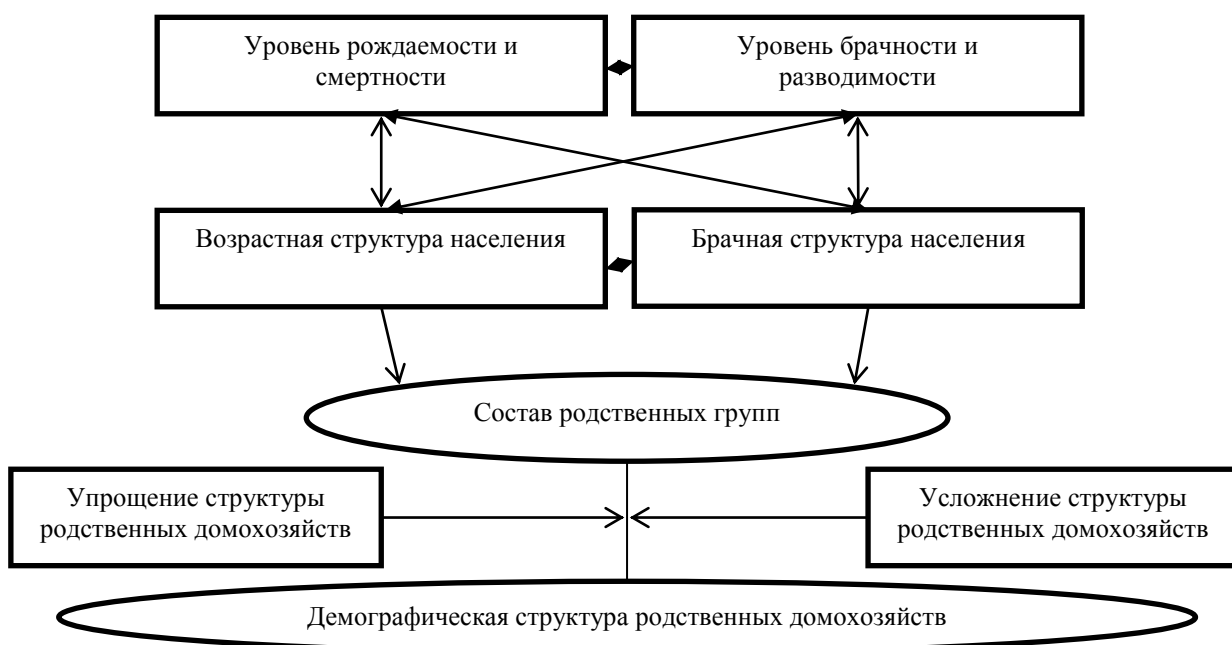 Уровень рождаемости и
смертности
Уровень брачности и
разводимости
Возрастная структура населения
Брачная структура населения
Состав родственных групп
Упрощение структуры
родственных домохозяйств
Усложнение структуры
родственных домохозяйств
Демографическая структура родственных домохозяйств